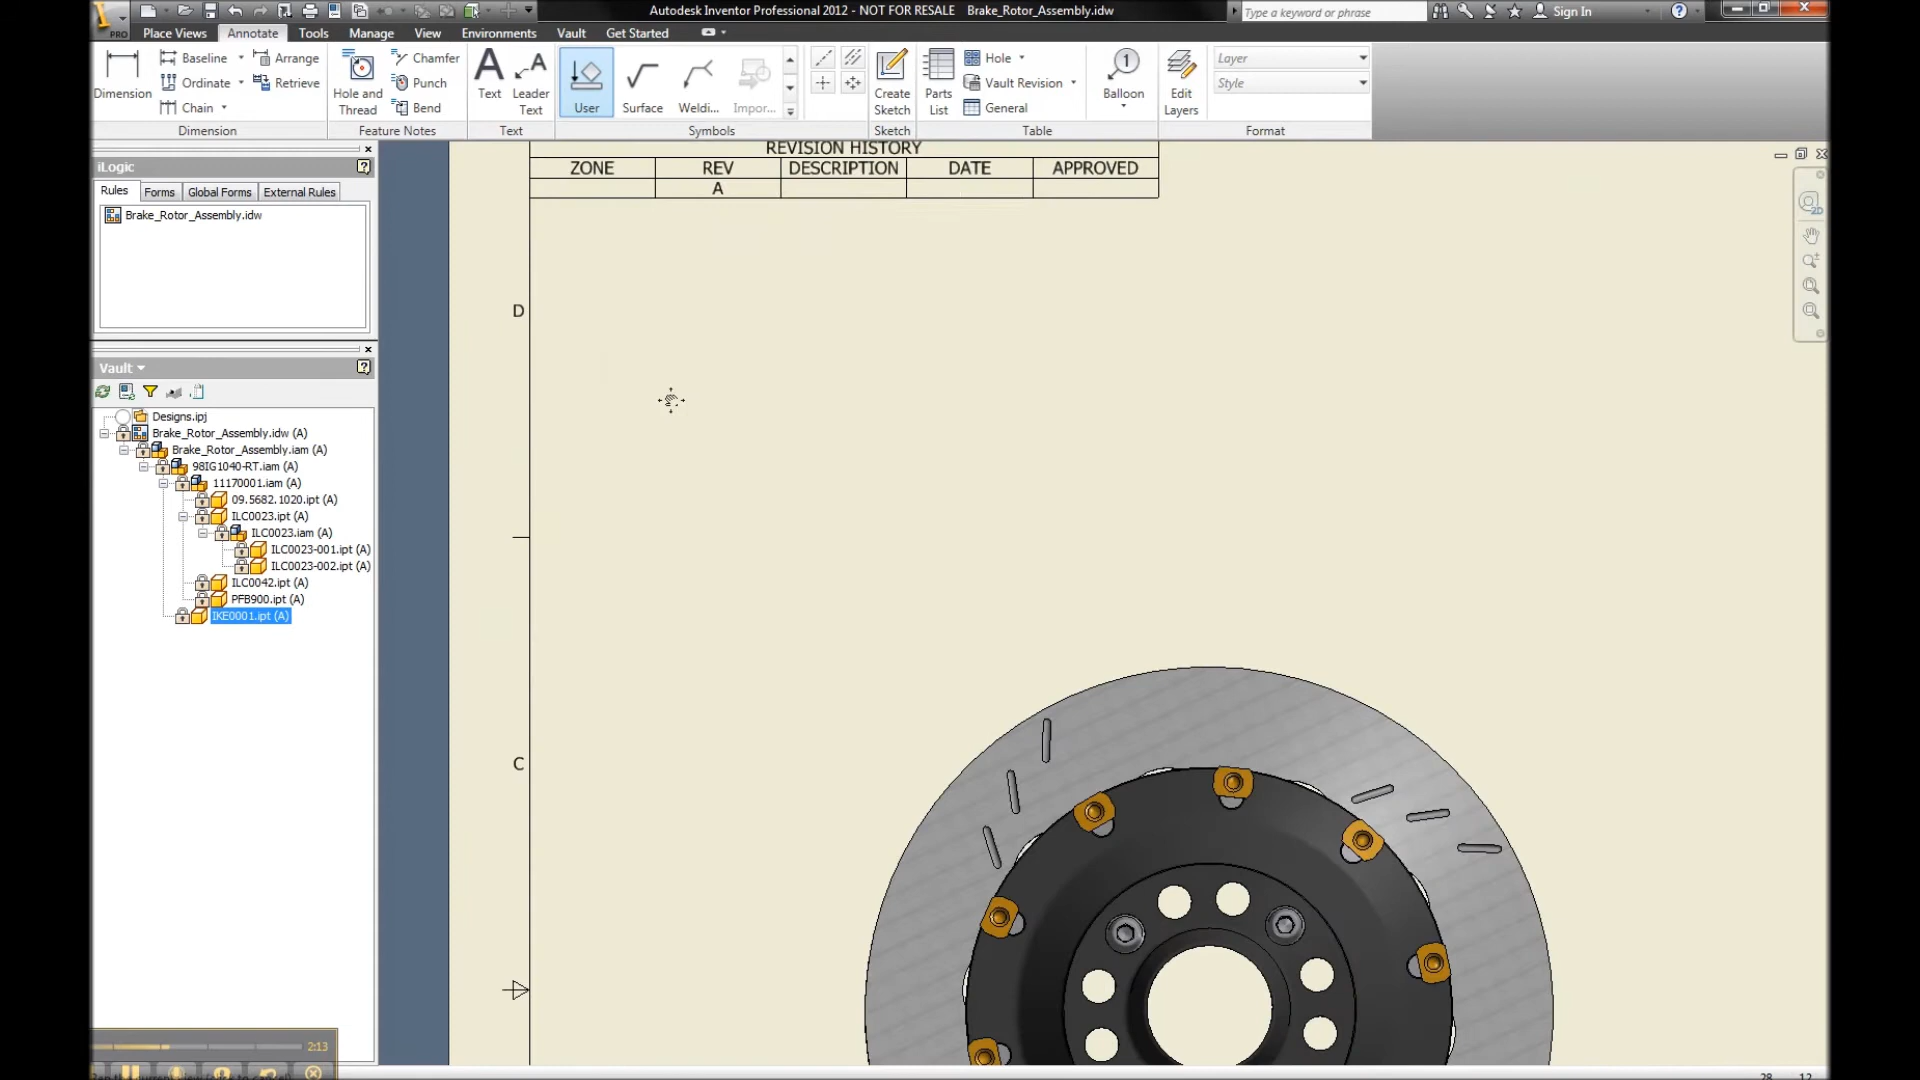 Autodesk Inventor Professional 2012 - NOT FOR RESALE Brake_Rotor_Assembly.idw
Type a keyword or phrase
Sign In
PRO
Place Views Annotate Tools Manage View Environments Vault Get Started
Dimension
Baseline
Ordinate
Chain
Arrange
Retrieve
Dimension
Hole and Thread
Chamfer
Punch
Bend
Feature Notes
Text
Leader Text
Text
User
Surface
Weldi...
Impor...
Symbols
Create Sketch
Sketch
Parts List
Hole
Vault Revision
General
Table
Balloon
Edit Layers
Layer
Style
Format
iLogic
Rules Forms Global Forms External Rules
Brake_Rotor_Assembly.idw
Vault
Designs.ipj
Brake_Rotor_Assembly.idw (A)
Brake_Rotor_Assembly.iam (A)
98IG1040-RT.iam (A)
11170001.iam (A)
09.5682.1020.ipt (A)
ILC0023.ipt (A)
ILC0023.iam (A)
ILC0023-001.ipt (A)
ILC0023-002.ipt (A)
ILC0042.ipt (A)
PFB900.ipt (A)
IKE0001.ipt (A)
2:13
REVISION HISTORY
ZONE REV DESCRIPTION DATE APPROVED
A
D
C
2D
28 12